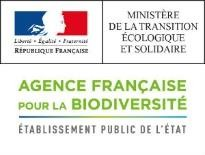 Liberté • Égalité • Fraternité
RÉPUBLIQUE FRANÇAISE
MINISTÈRE
DE LA TRANSITION
ÉCOLOGIQUE
ET SOLIDAIRE
AGENCE FRANÇAISE
POUR LA BIODIVERSITÉ
ÉTABLISSEMENT PUBLIC DE L'ÉTAT